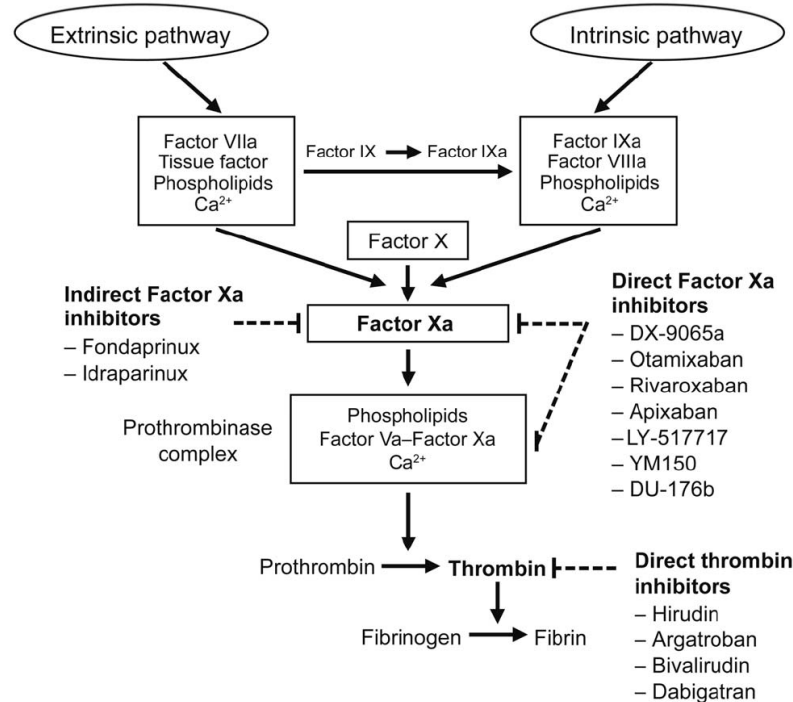 Extrinsic pathway
Intrinsic pathway
Factor VIIa
Tissue factor
Phospholipids
Ca²⁺
Factor IX
Factor IXa
Factor IXa
Factor VIIIa
Phospholipids
Ca²⁺
Factor X
Indirect Factor Xa
inhibitors
– Fondaprinux
– Idraparinux
Factor Xa
Direct Factor Xa
inhibitors
– DX-9065a
– Otamixaban
– Rivaroxaban
– Apixaban
–LY-517717
– YM150
– DU-176b
Prothrombinase
complex
Phospholipids
Factor Va–Factor Xa
Ca²⁺
Prothrombin
Thrombin
Direct thrombin
inhibitors
– Hirudin
– Argatroban
– Bivalirudin
– Dabigatran
Fibrinogen
Fibrin